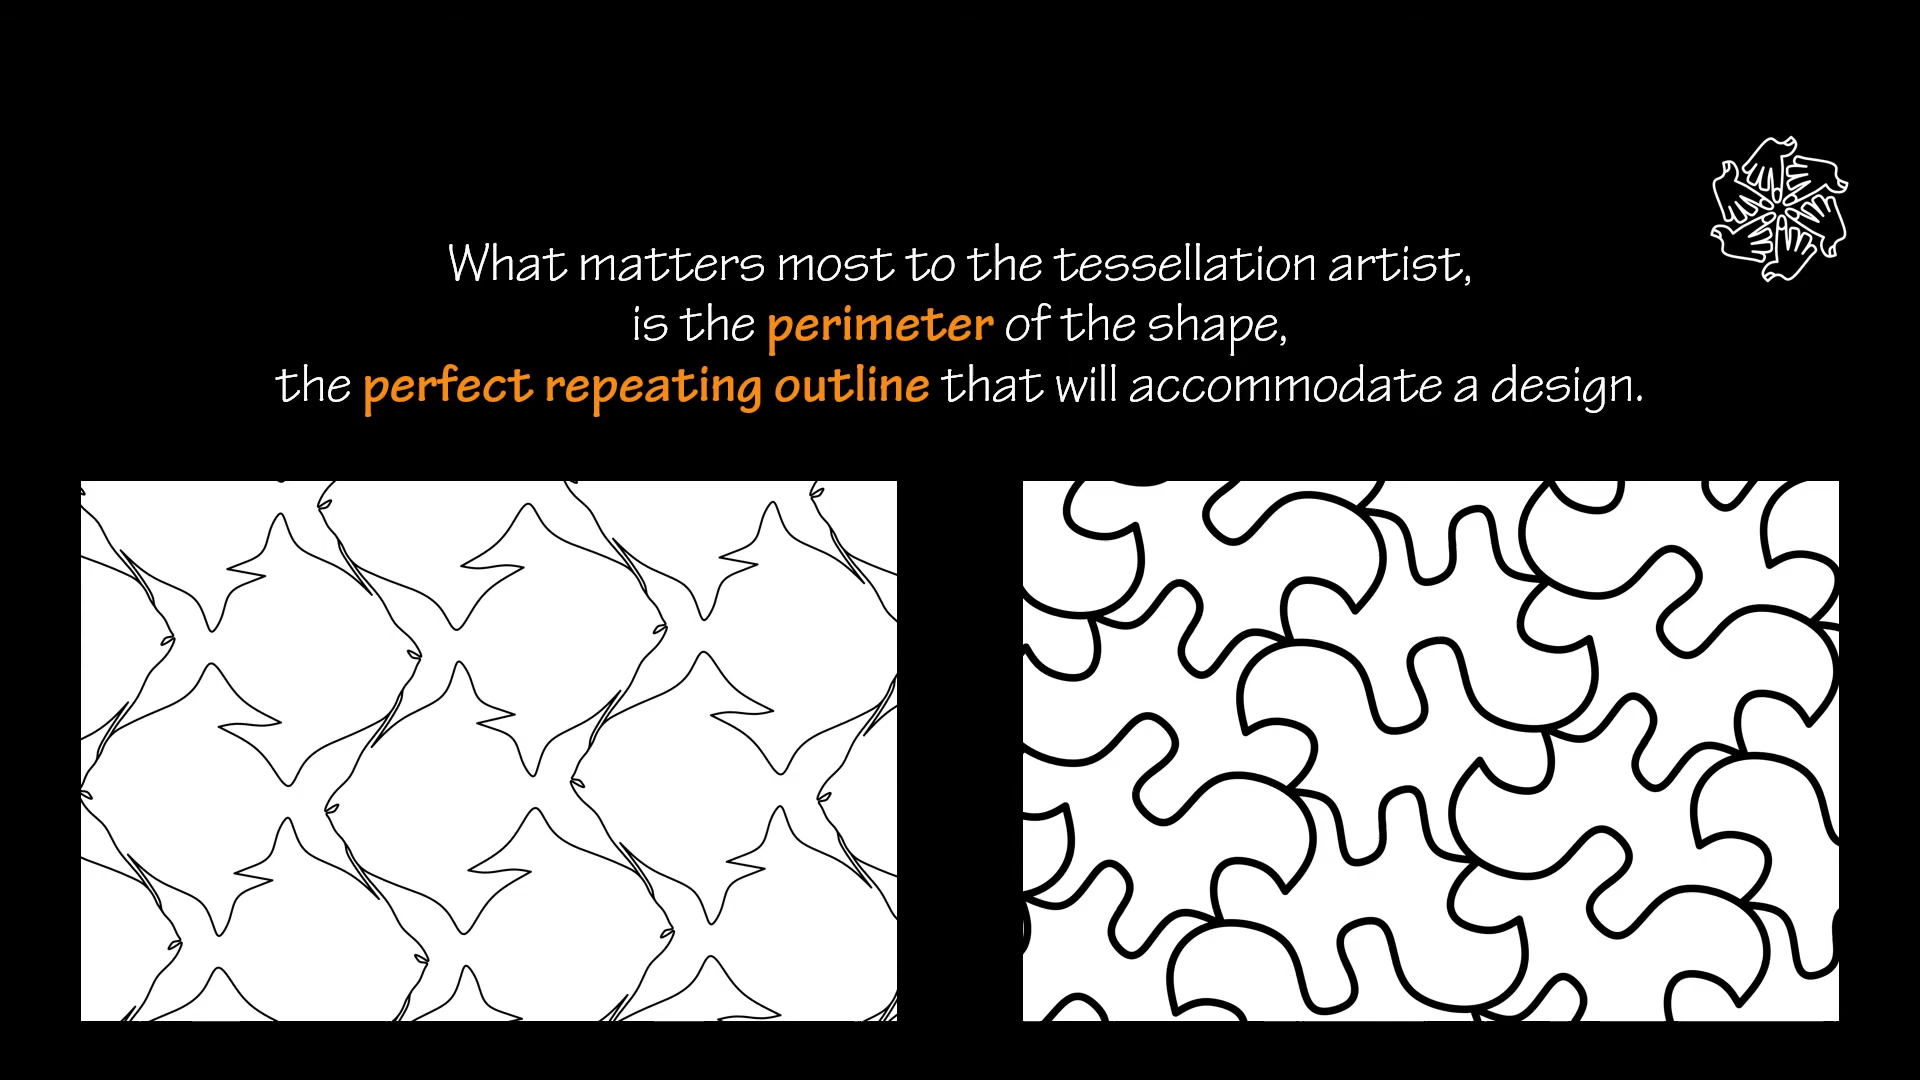 What matters most to the tessellation artist,
is the perimeter of the shape,
the perfect repeating outline that will accommodate a design.